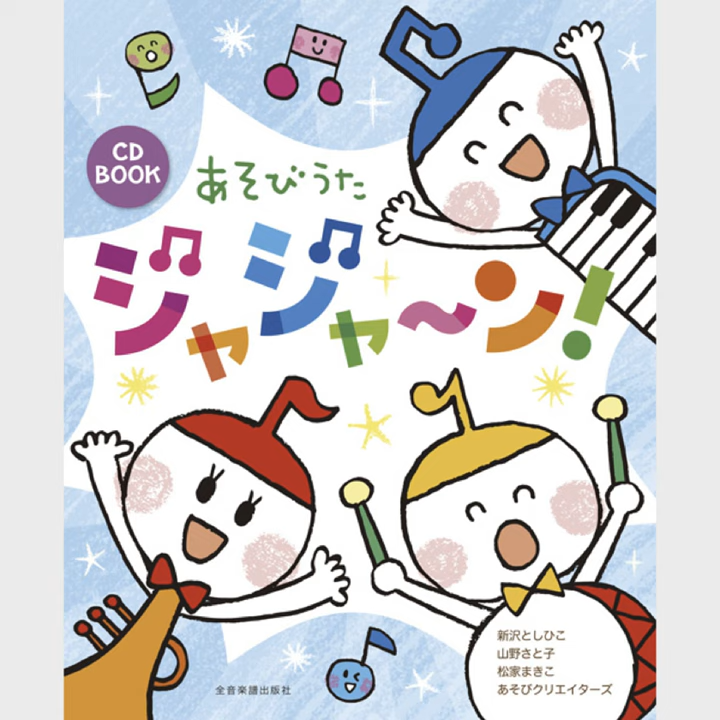 CD
BOOK
あそびうた
ジャジャ〜ン!
新沢としひこ
山野さと子
松家まきこ
あそびクリエイターズ
全音楽譜出版社